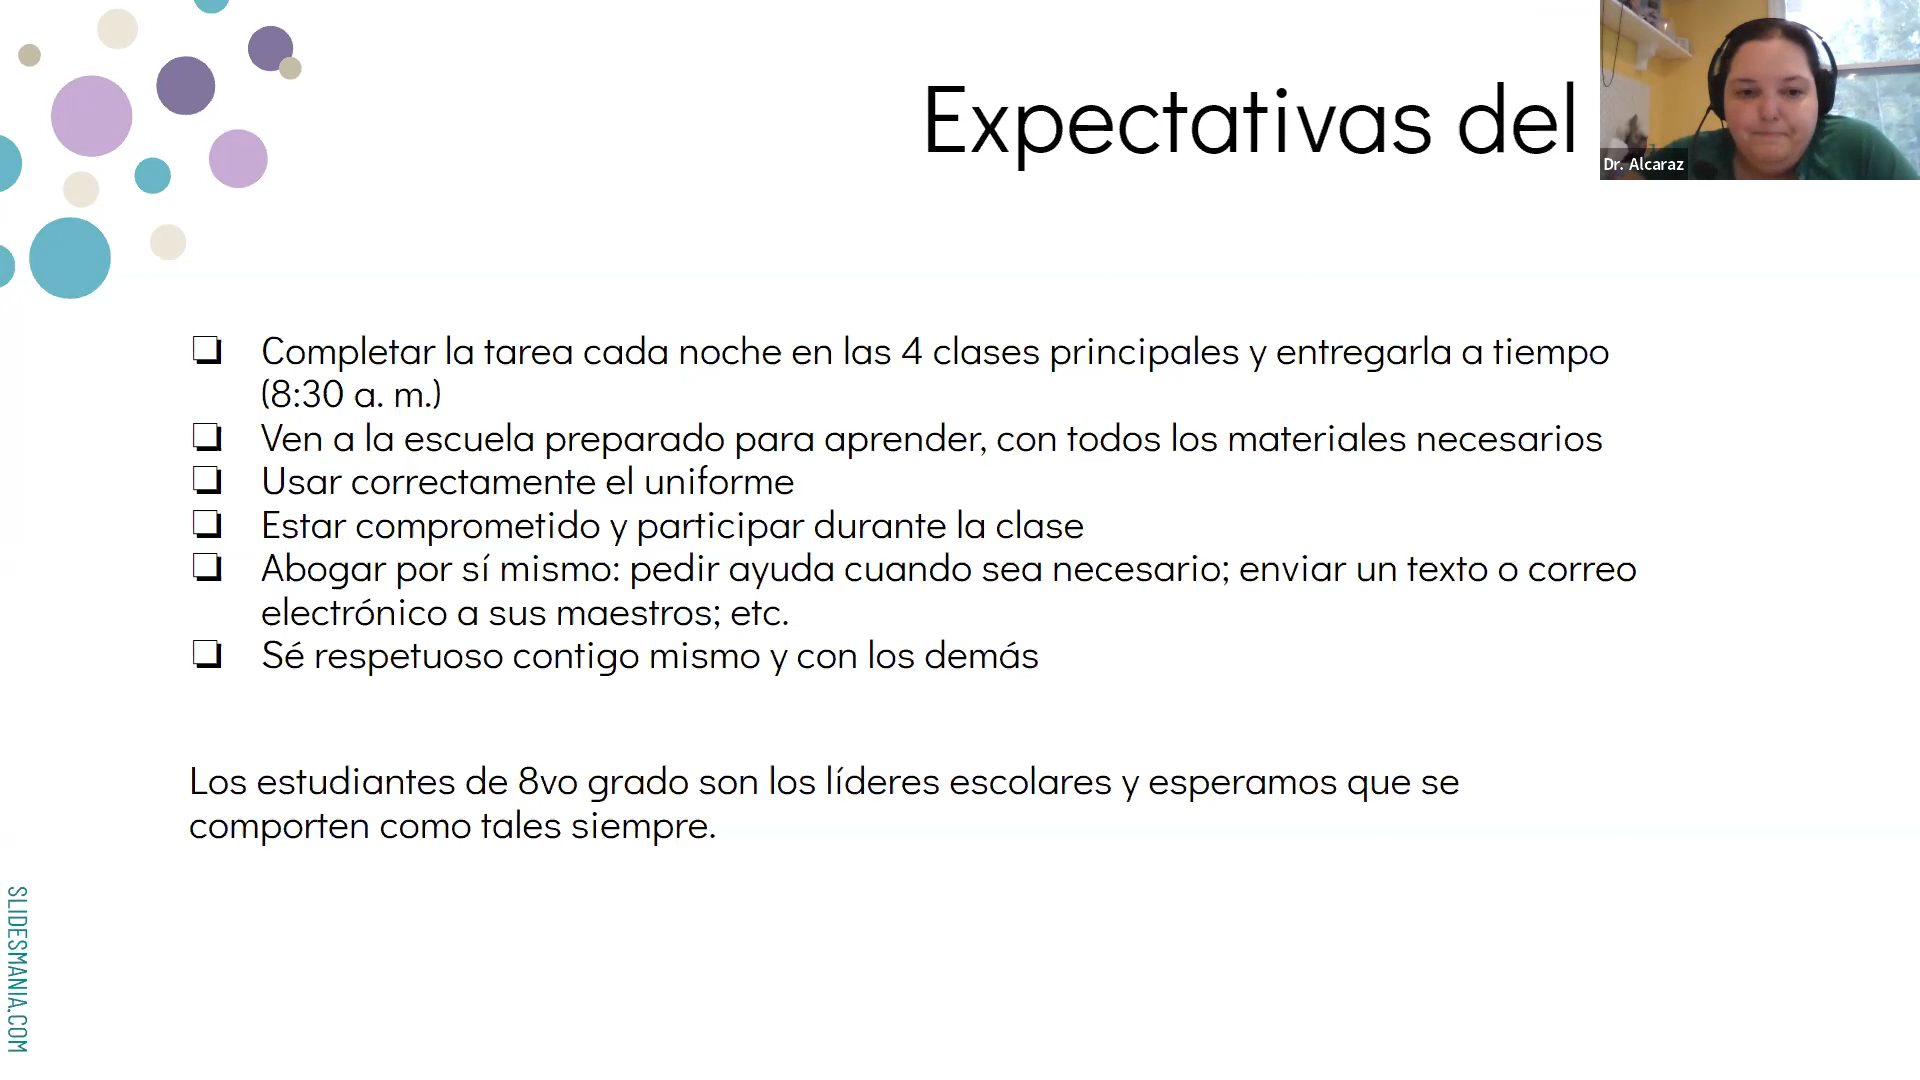 Expectativas del
Dr. Alcaraz
❏ Completar la tarea cada noche en las 4 clases principales y entregarla a tiempo
(8:30 a. m.)
❏ Ven a la escuela preparado para aprender, con todos los materiales necesarios
❏ Usar correctamente el uniforme
❏ Estar comprometido y participar durante la clase
❏ Abogar por sí mismo: pedir ayuda cuando sea necesario; enviar un texto o correo
electrónico a sus maestros; etc.
❏ Sé respetuoso contigo mismo y con los demás
Los estudiantes de 8vo grado son los líderes escolares y esperamos que se
comporten como tales siempre.
SLIDESMANIA.COM